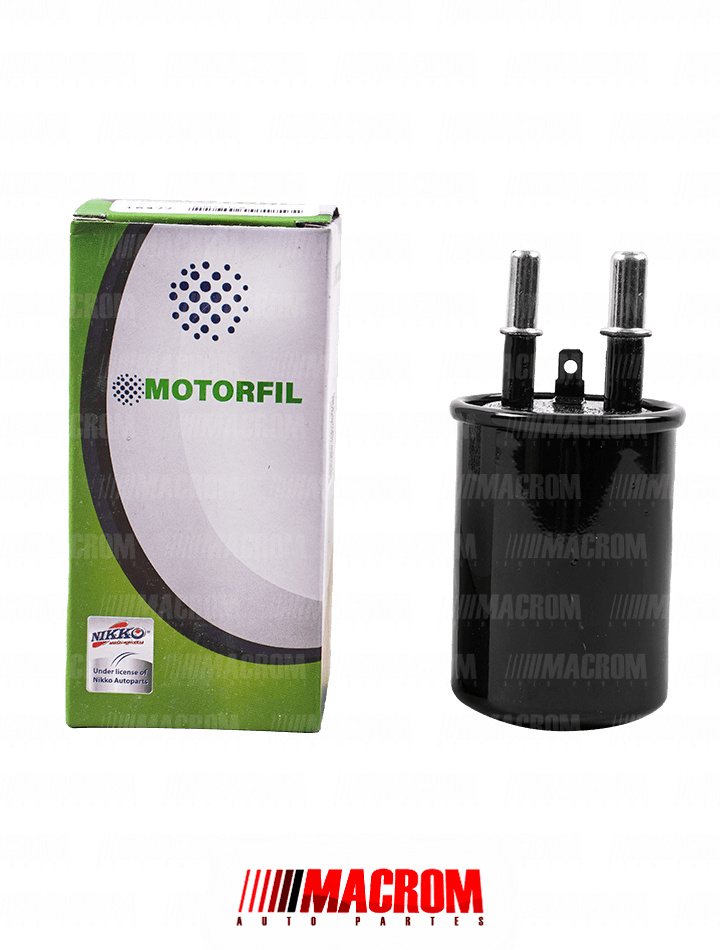 MOTORFIL
NIKKO®
Under license of
Nikko Autoparts
MACROM
AUTO PARTES